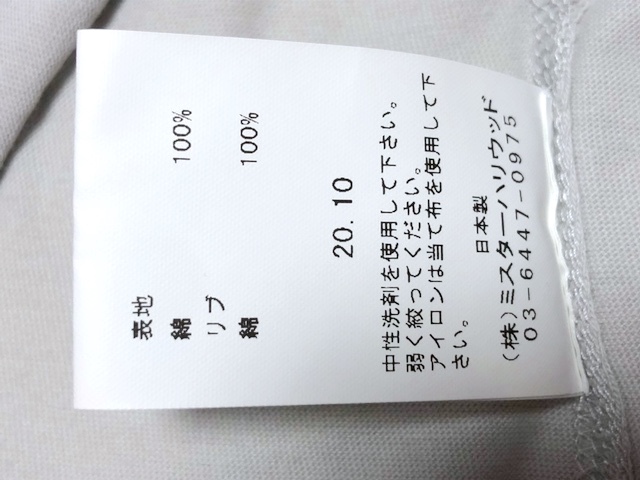 表地
綿 100%
リブ
綿 100%
20.10
中性洗剤を使用して下さい。
弱く絞ってください。
アイロンは当て布を使用して下
さい。
日本製
(株)ミスターハリウッド
03-6447-0975